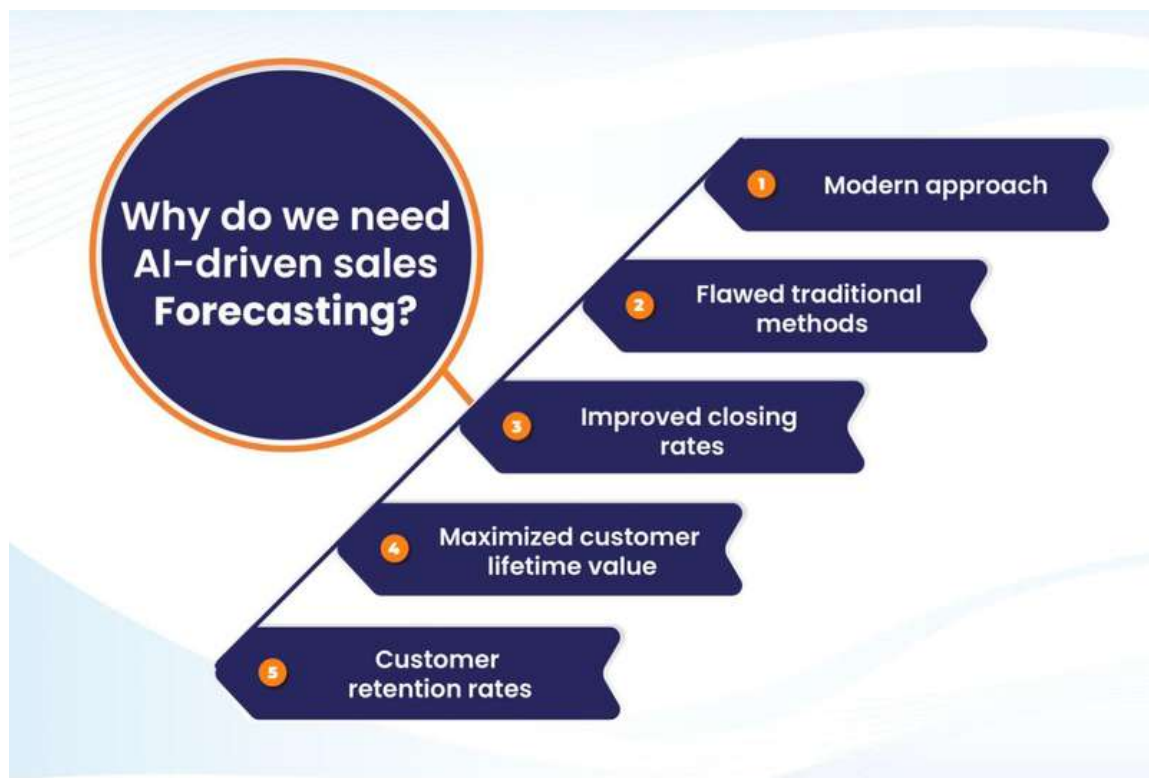 Why do we need
AI-driven sales
Forecasting?
1 Modern approach
2 Flawed traditional
methods
3 Improved closing
rates
4 Maximized customer
lifetime value
5 Customer
retention rates